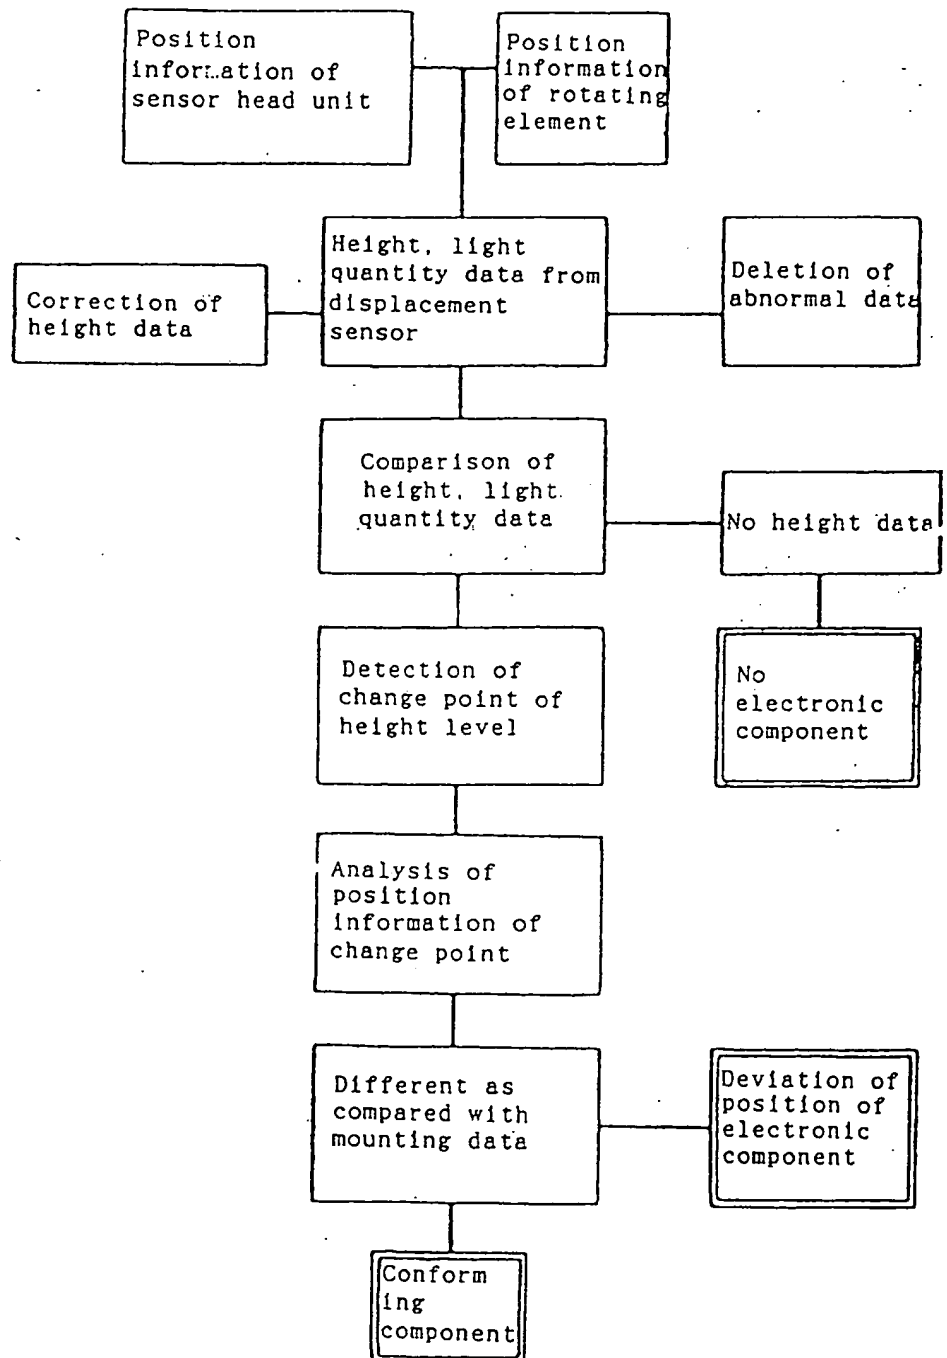 Position
information of
sensor head unit
Position
information
of rotating
element
Height, light
quantity data from
displacement
sensor
Correction of
height data
Deletion of
abnormal data
Comparison of
height, light
quantity data
No height data
Detection of
change point of
height level
No
electronic
component
Analysis of
position
information of
change point
Different as
compared with
mounting data
Deviation of
position of
electronic
component
Conform
ing
component